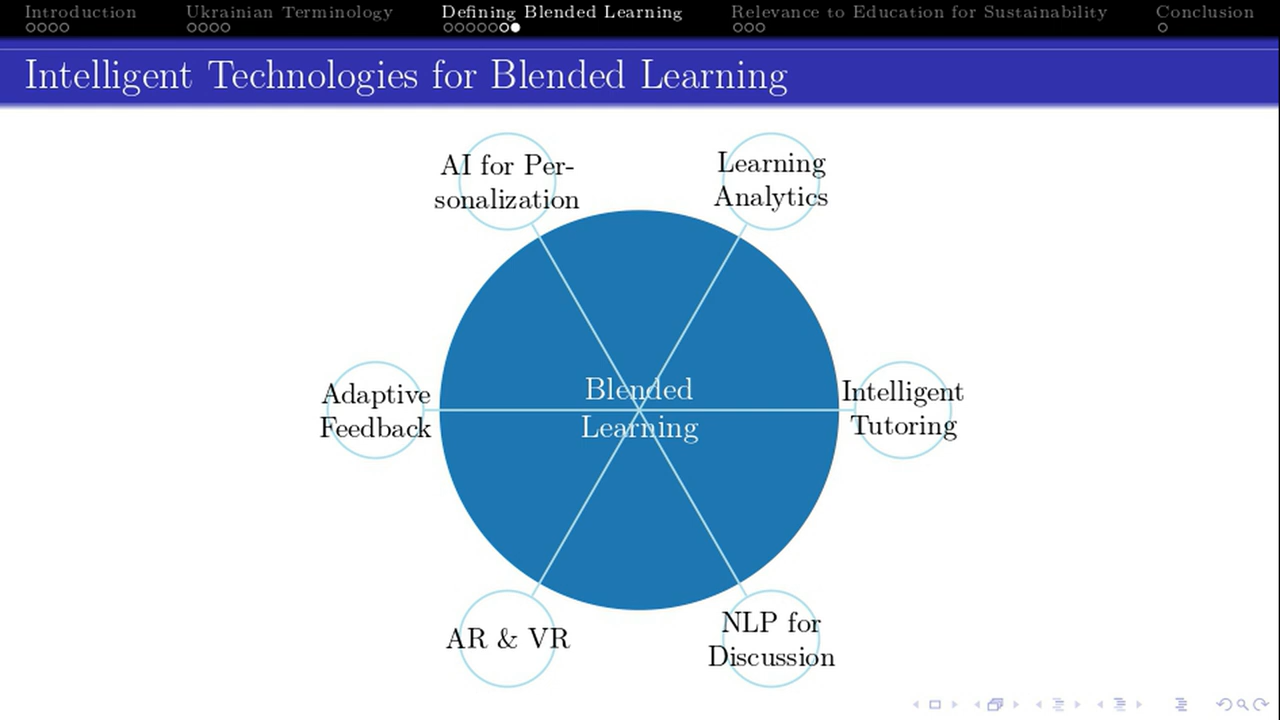 Introduction
Ukrainian Terminology
Defining Blended Learning
Relevance to Education for Sustainability
Conclusion
Intelligent Technologies for Blended Learning
AI for Per-
sonalization
Learning
Analytics
Adaptive
Feedback
Blended
Learning
Intelligent
Tutoring
AR & VR
NLP for
Discussion